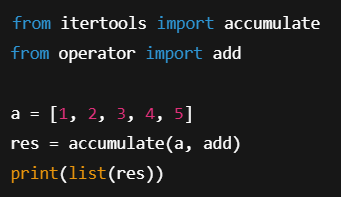 from itertools import accumulate
from operator import add

a = [1, 2, 3, 4, 5]
res = accumulate(a, add)
print(list(res))